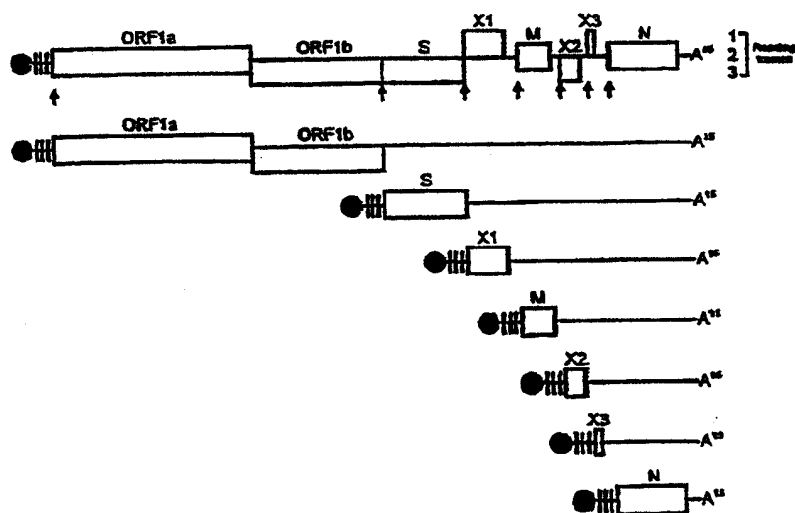 ORF1a ORF1b S X1 M X2 X3 N A 1
2
3
ORF1a ORF1b A
S A
X1 A
M A
X2 A
X3 A
N A